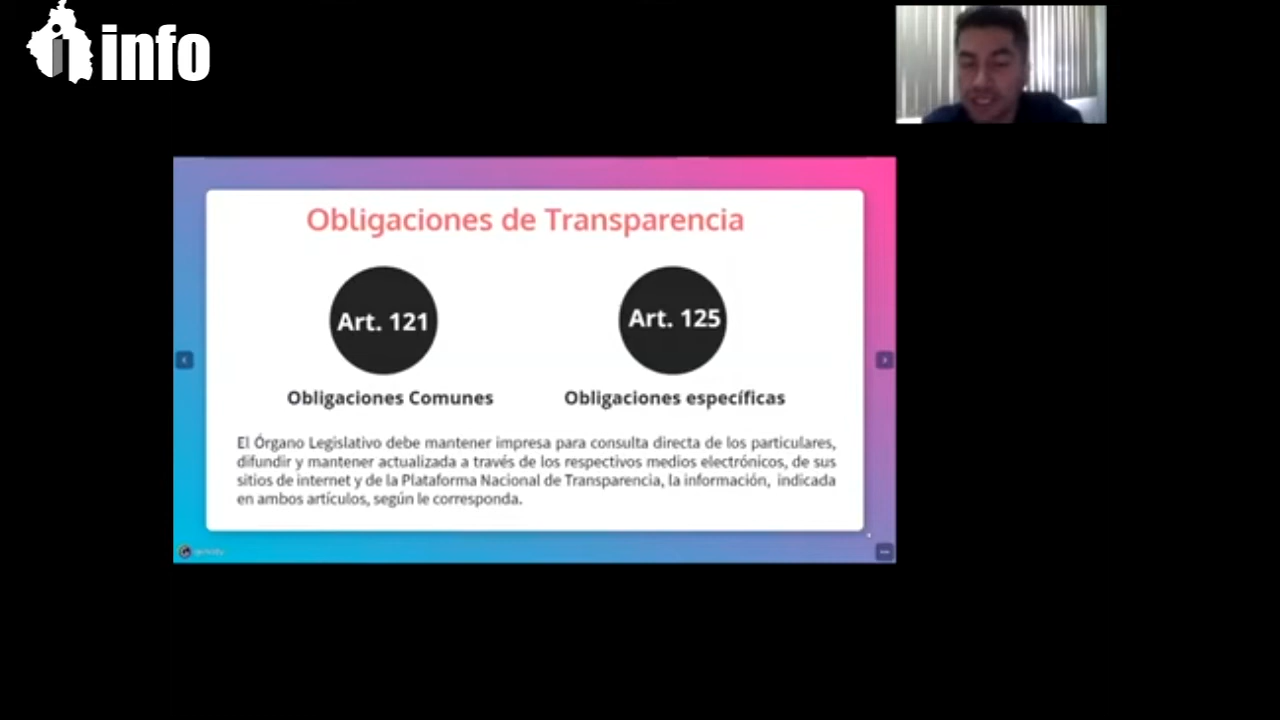 info
Obligaciones de Transparencia
Art. 121
Art. 125
Obligaciones Comunes
Obligaciones específicas
El Órgano Legislativo debe mantener impresa para consulta directa de los particulares,
difundir y mantener actualizada a través de los respectivos medios electrónicos, de sus
sitios de internet y de la Plataforma Nacional de Transparencia, la información, indicada
en ambos artículos, según le corresponda.